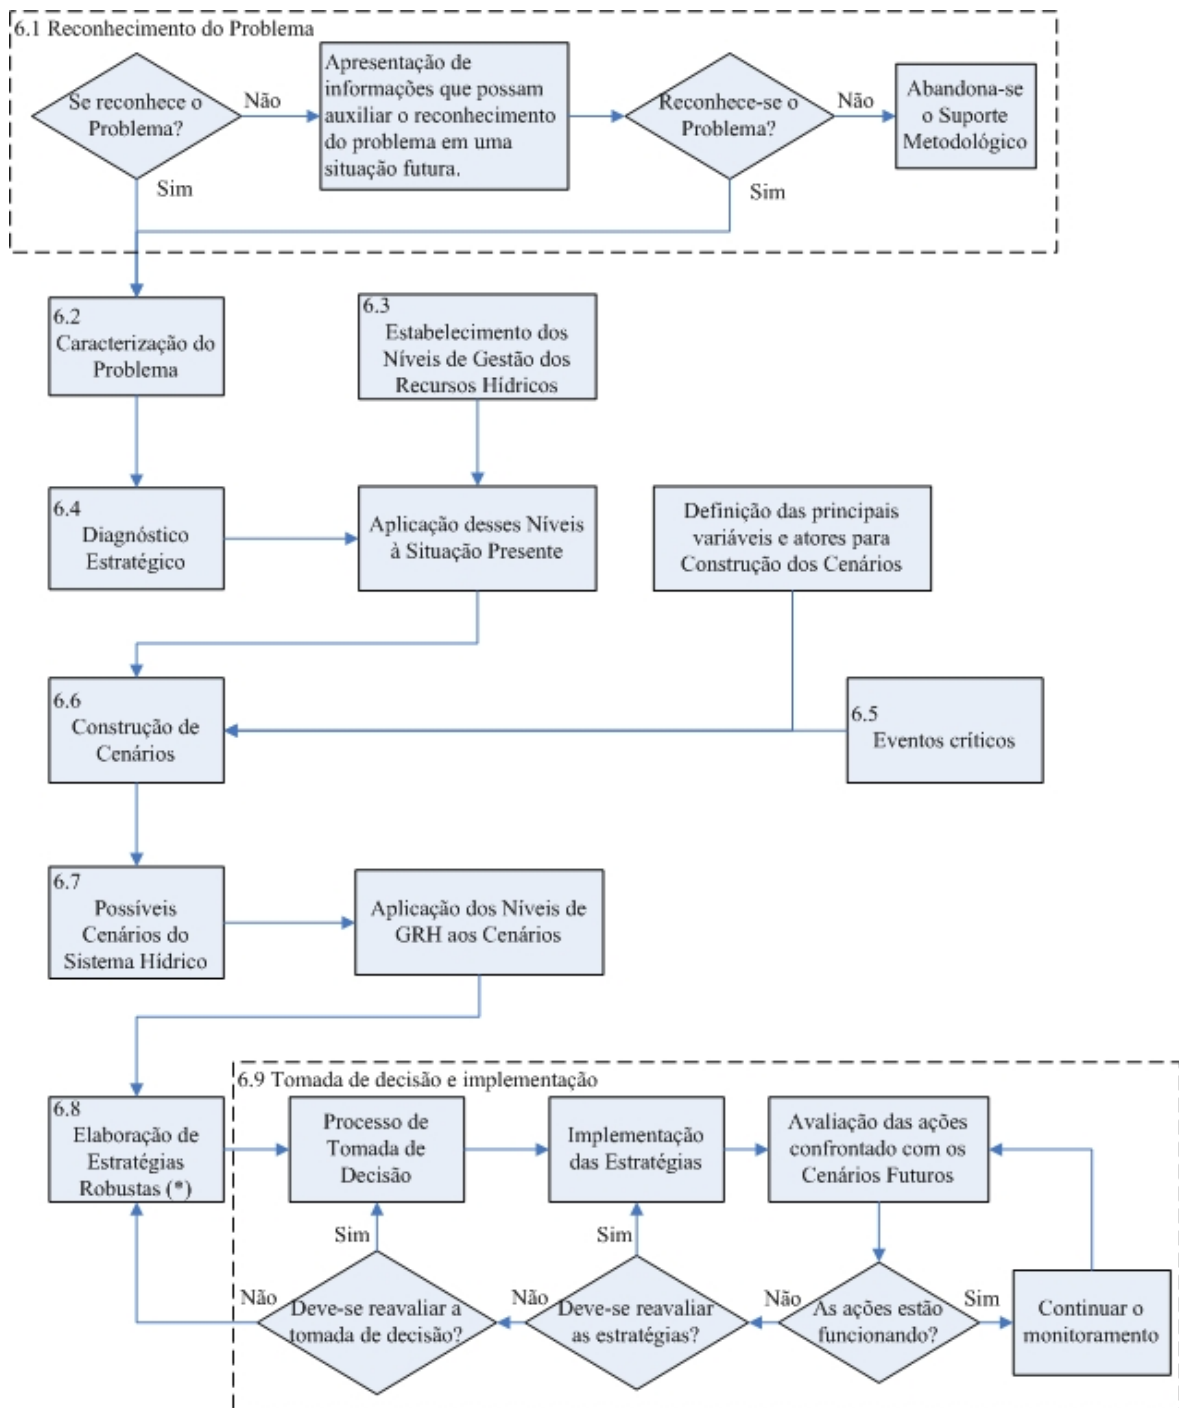 6.1 Reconhecimento do Problema
Se reconhece o
Problema?
Não
Apresentação de
informações que possam
auxiliar o reconhecimento
do problema em uma
situação futura.
Reconhece-se o
Problema?
Não
Abandona-se
o Suporte
Metodológico
Sim
Sim
6.2
Caracterização do
Problema
6.3
Estabelecimento dos
Níveis de Gestão dos
Recursos Hídricos
6.4
Diagnóstico
Estratégico
Aplicação desses Níveis
à Situação Presente
Definição das principais
variáveis e atores para
Construção dos Cenários
6.6
Construção de
Cenários
6.5
Eventos críticos
6.7
Possíveis
Cenários do
Sistema Hídrico
Aplicação dos Níveis de
GRH aos Cenários
6.9 Tomada de decisão e implementação
6.8
Elaboração de
Estratégias
Robustas (*)
Processo de
Tomada de
Decisão
Implementação
das Estratégias
Avaliação das ações
confrontado com os
Cenários Futuros
Sim
Sim
Não
Deve-se reavaliar a
tomada de decisão?
Não
Deve-se reavaliar
as estratégias?
Não
As ações estão
funcionando?
Sim
Continuar o
monitoramento